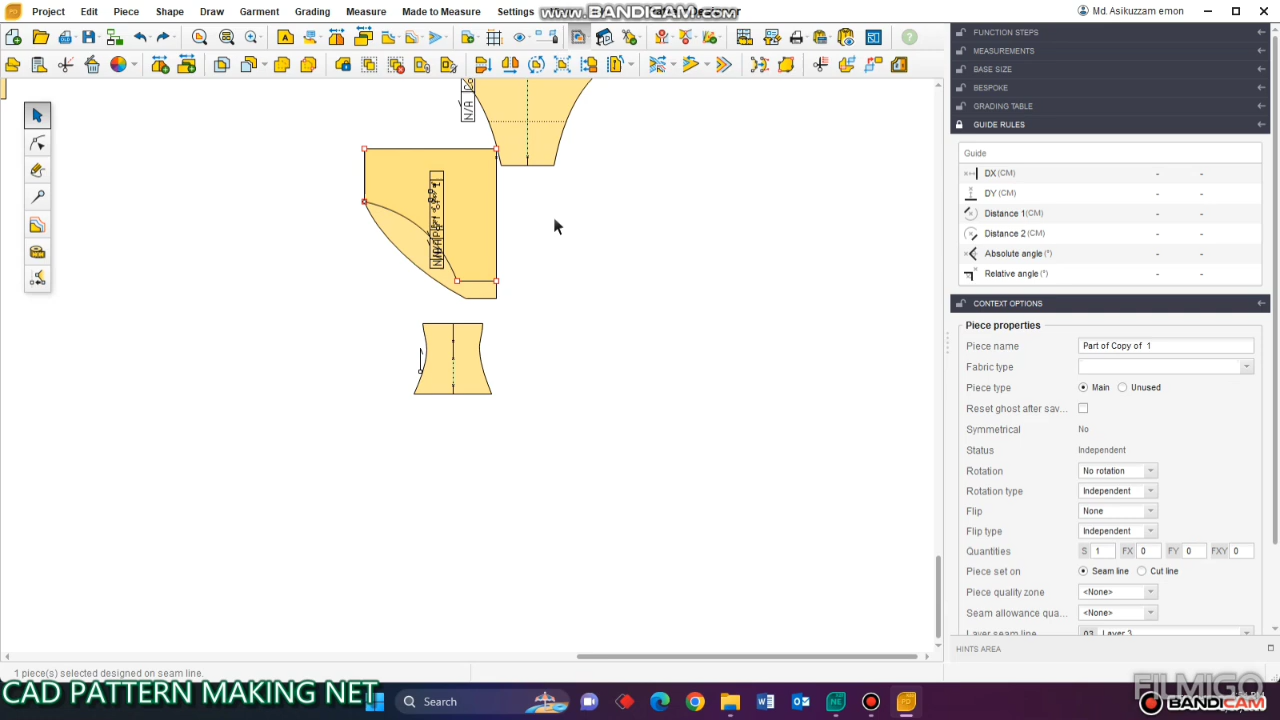 Project Edit Piece Shape Draw Garment Grading Measure Made to Measure Settings
www.BANDICAM.com
Md. Asikuzzam emon
FUNCTION STEPS
MEASUREMENTS
BASE SIZE
BESPOKE
GRADING TABLE
GUIDE RULES
Guide
DX (CM) - -
DY (CM) - -
Distance 1(CM) - -
Distance 2 (CM) - -
Absolute angle (°) - -
Relative angle (°) - -
CONTEXT OPTIONS
Piece properties
Piece name Part of Copy of 1
Fabric type
Piece type Main Unused
Reset ghost after sav...
Symmetrical No
Status Independent
Rotation No rotation
Rotation type Independent
Flip None
Flip type Independent
Quantities S 1 FX 0 FY 0 FXY 0
Piece set on Seam line Cut line
Piece quality zone <None>
Seam allowance qua... <None>
Layer seam line 03 Layer 3
HINTS AREA
N/A
1 piece(s) selected designed on seam line.
CAD PATTERN MAKING NET
Search
FILMIGO
BANDICAM